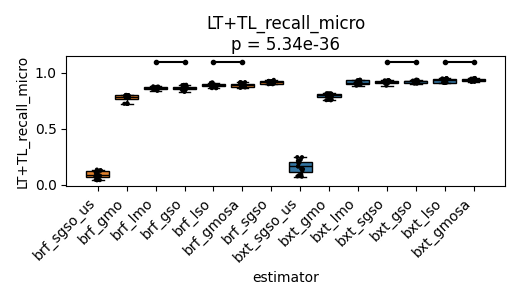 LT+TL_recall_micro
p = 5.34e-36
LT+TL_recall_micro
1.0
0.5
0.0
brf_sgso_us
brf_gmo
brf_lmo
brf_gso
brf_lso
brf_gmosa
brf_sgso
bxt_sgso_us
bxt_gmo
bxt_lmo
bxt_sgso
bxt_gso
bxt_lso
bxt_gmosa
estimator